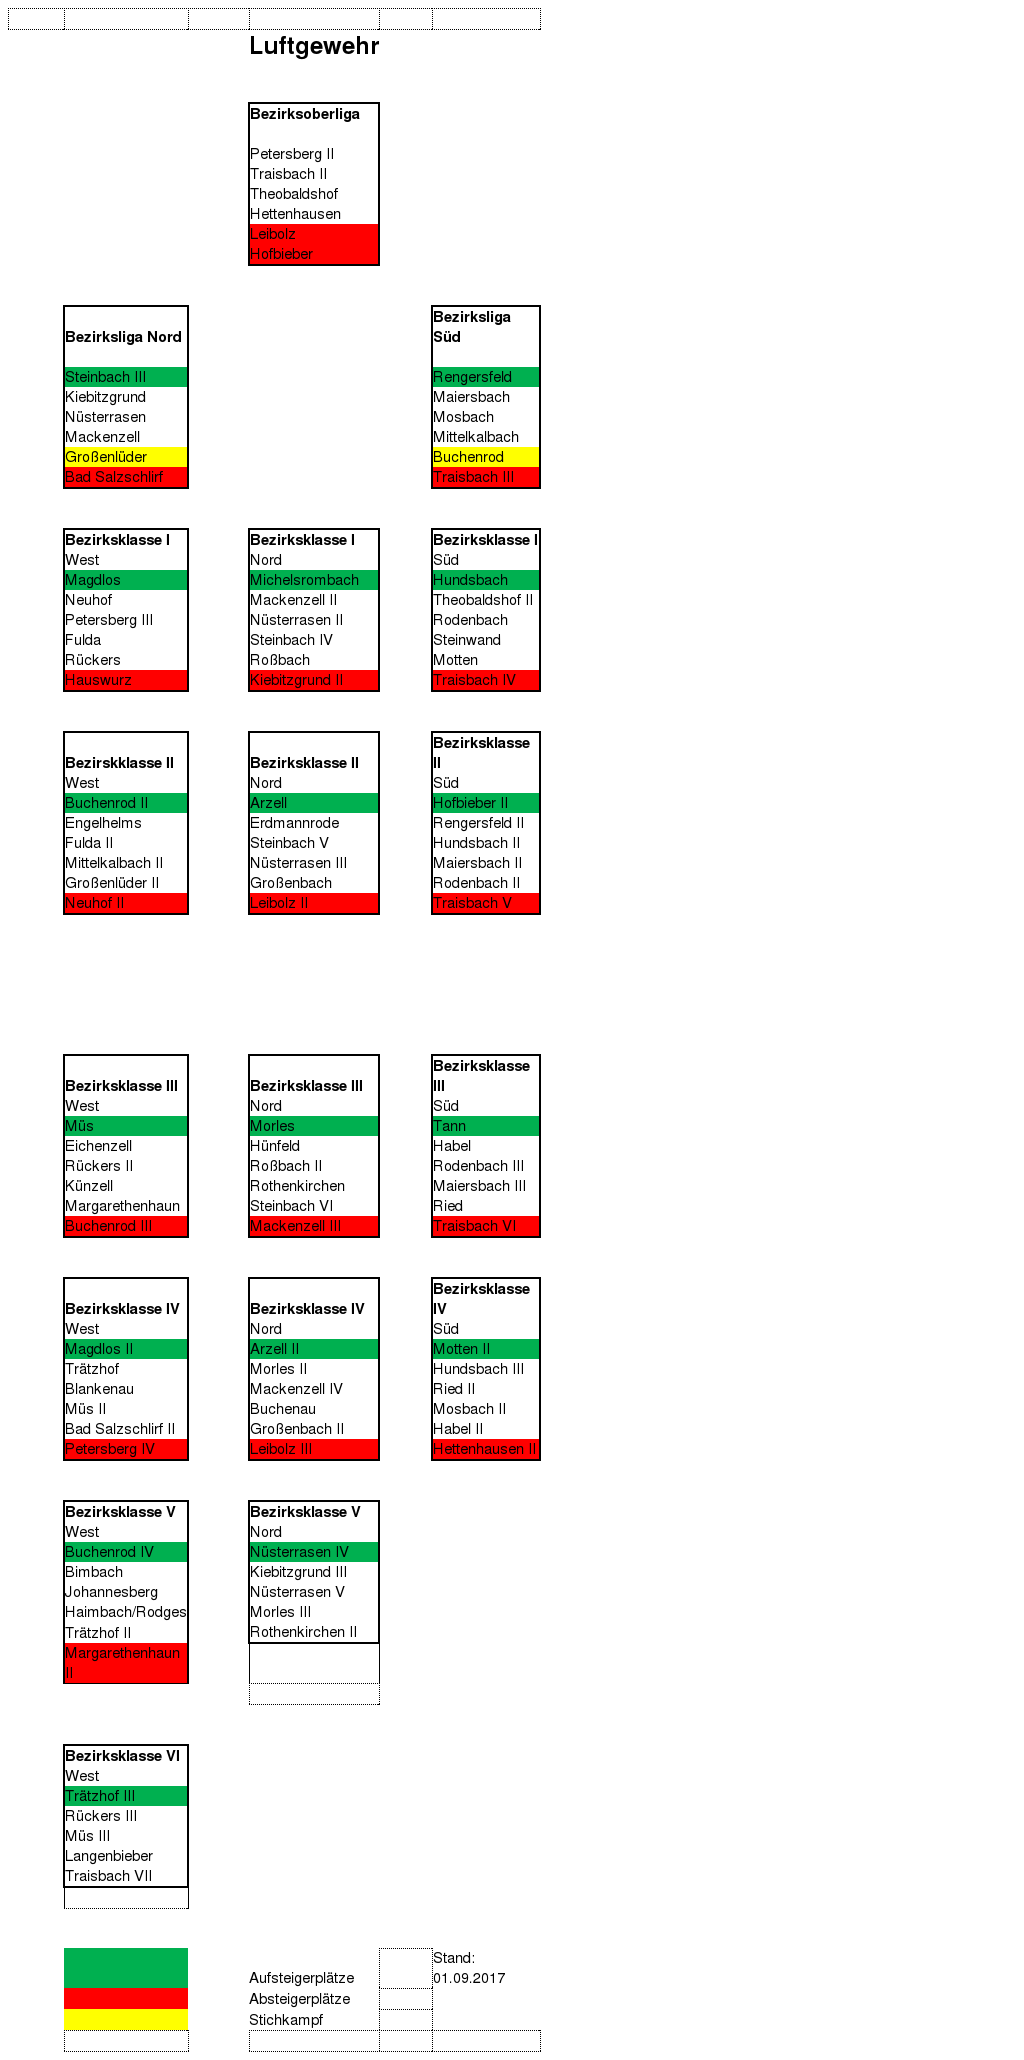 Luftgewehr
Bezirksoberliga
Petersberg II
Traisbach II
Theobaldshof
Hettenhausen
Leibolz
Hofbieber
Bezirksliga Nord
Steinbach III
Kiebitzgrund
Nüsterrasen
Mackenzell
Großenlüder
Bad Salzschlirf
Bezirksliga
Süd
Rengersfeld
Maiersbach
Mosbach
Mittelkalbach
Buchenrod
Traisbach III
Bezirksklasse I
West
Magdlos
Neuhof
Petersberg III
Fulda
Rückers
Hauswurz
Bezirksklasse I
Nord
Michelsrombach
Mackenzell II
Nüsterrasen II
Steinbach IV
Roßbach
Kiebitzgrund II
Bezirksklasse I
Süd
Hundsbach
Theobaldshof II
Rodenbach
Steinwand
Motten
Traisbach IV
Bezirskklasse II
West
Buchenrod II
Engelhelms
Fulda II
Mittelkalbach II
Großenlüder II
Neuhof II
Bezirksklasse II
Nord
Arzell
Erdmannrode
Steinbach V
Nüsterrasen III
Großenbach
Leibolz II
Bezirksklasse
II
Süd
Hofbieber II
Rengersfeld II
Hundsbach II
Maiersbach II
Rodenbach II
Traisbach V
Bezirksklasse III
West
Müs
Eichenzell
Rückers II
Künzell
Margarethenhaun
Buchenrod III
Bezirksklasse III
Nord
Morles
Hünfeld
Roßbach II
Rothenkirchen
Steinbach VI
Mackenzell III
Bezirksklasse
III
Süd
Tann
Habel
Rodenbach III
Maiersbach III
Ried
Traisbach VI
Bezirksklasse IV
West
Magdlos II
Trätzhof
Blankenau
Müs II
Bad Salzschlirf II
Petersberg IV
Bezirksklasse IV
Nord
Arzell II
Morles II
Mackenzell IV
Buchenau
Großenbach II
Leibolz III
Bezirksklasse
IV
Süd
Motten II
Hundsbach III
Ried II
Mosbach II
Habel II
Hettenhausen II
Bezirksklasse V
West
Buchenrod IV
Bimbach
Johannesberg
Haimbach/Rodges
Trätzhof II
Margarethenhaun
II
Bezirksklasse V
Nord
Nüsterrasen IV
Kiebitzgrund III
Nüsterrasen V
Morles III
Rothenkirchen II
Bezirksklasse VI
West
Trätzhof III
Rückers III
Müs III
Langenbieber
Traisbach VII
Aufsteigerplätze
Absteigerplätze
Stichkampf
Stand:
01.09.2017